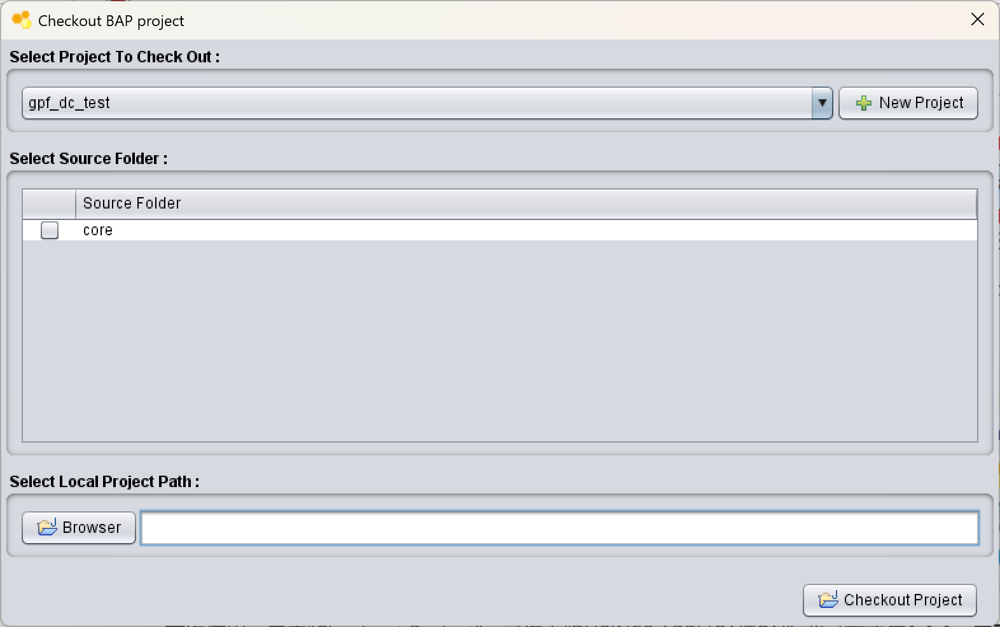 Checkout BAP project
Select Project To Check Out :
gpf_dc_test
New Project
Select Source Folder :
Source Folder
core
Select Local Project Path :
Browser
Checkout Project